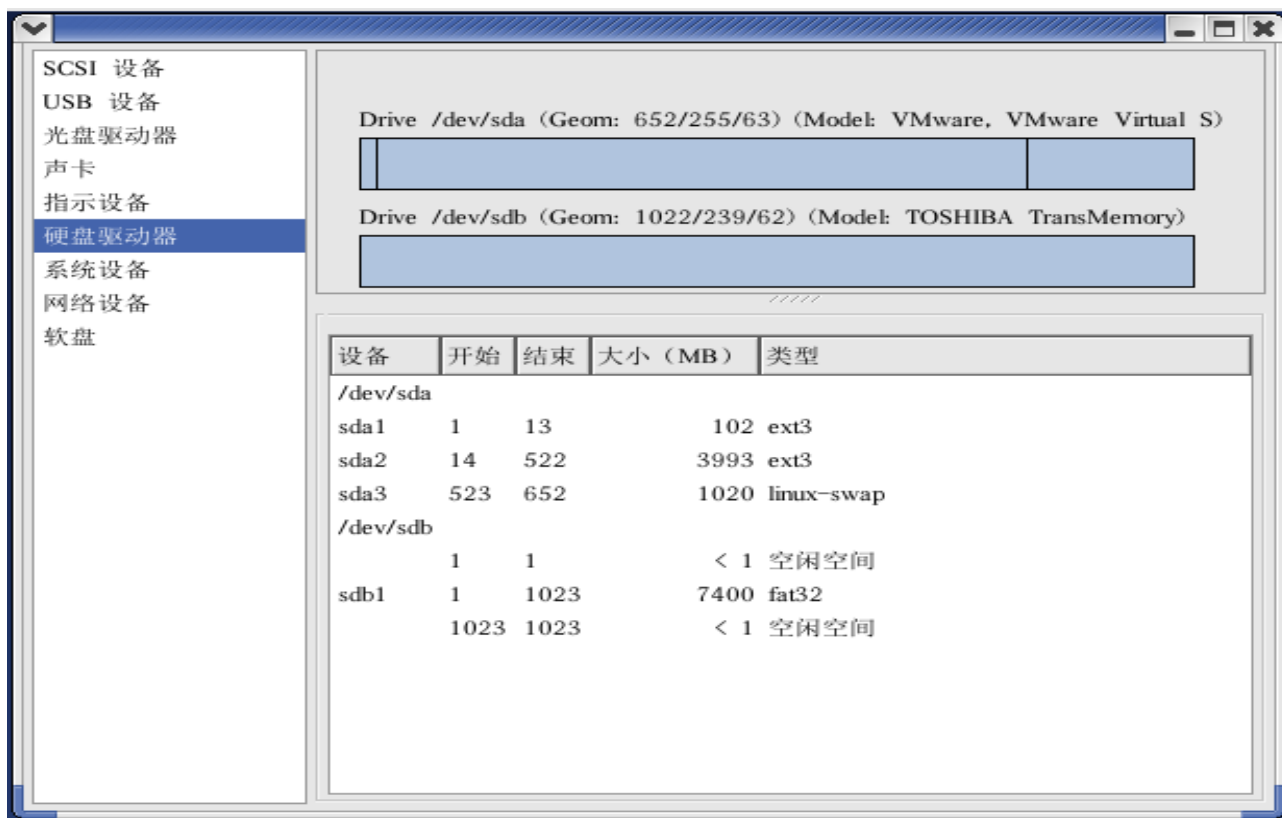 SCSI 设备
USB 设备
光盘驱动器
声卡
指示设备
硬盘驱动器
系统设备
网络设备
软盘
Drive /dev/sda (Geom: 652/255/63) (Model: VMware, VMware Virtual S)
Drive /dev/sdb (Geom: 1022/239/62) (Model: TOSHIBA TransMemory)
设备 开始 结束 大小（MB） 类型
/dev/sda
sda1 1 13 102 ext3
sda2 14 522 3993 ext3
sda3 523 652 1020 linux-swap
/dev/sdb
1 1 < 1 空闲空间
sdb1 1 1023 7400 fat32
1023 1023 < 1 空闲空间